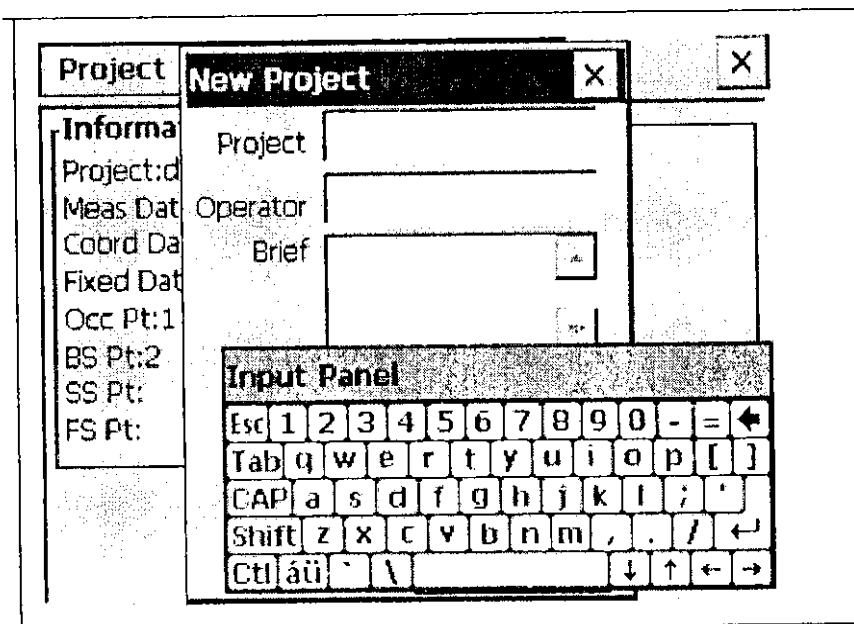 Project
New Project
Informa
Project:d
Meas Dat
Coord Da
Fixed Dat
Occ Pt:1
BS Pt:2
SS Pt:
FS Pt:
Project
Operator
Brief
Input Panel
Esc 1 2 3 4 5 6 7 8 9 0 - =
Tab q w e r t y u i o p [ ]
CAP a s d f g h j k l ; '
Shift z x c v b n m , . / ↵
Ctl áü ` \ ↓ ↑ ← →